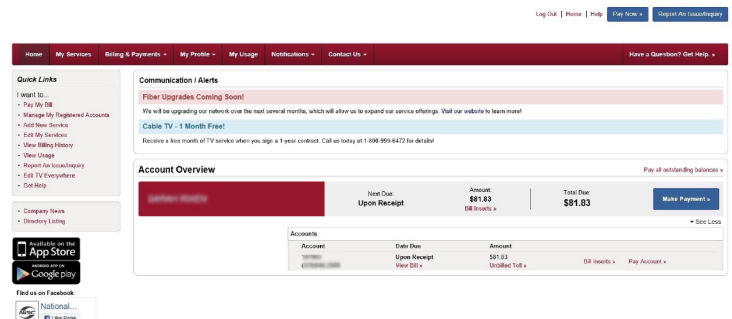 Log Out | Home | Help
Pay Now »
Report An Issue/Inquiry
Home
My Services
Billing & Payments
My Profile
My Usage
Notifications
Contact Us
Have a Question? Get Help. »
Quick Links
I want to...
• Pay My Bill
• Manage My Registered Accounts
• Add New Service
• Edit My Services
• View Billing History
• View Usage
• Report An Issue/Inquiry
• Edit TV Everywhere
• Get Help
• Company News
• Directory Listing
Available on the
App Store
ANDROID APP ON
Google play
Find us on Facebook
National...
Like Page
Communication / Alerts
Fiber Upgrades Coming Soon!
We will be upgrading our network over the next several months, which will allow us to expand our service offerings. Visit our website to learn more!
Cable TV - 1 Month Free!
Receive a free month of TV service when you sign a 1-year contract. Call us today at 1-800-959-6472 for details!
Account Overview
Pay all outstanding balances »
Next Due:
Upon Receipt
Amount:
$81.83
Bill Inserts »
Total Due:
$81.83
Make Payment »
See Less
Accounts
Account Date Due Amount
Upon Receipt $81.83
View Bill » Unbilled Toll »
Bill Inserts » Pay Account »